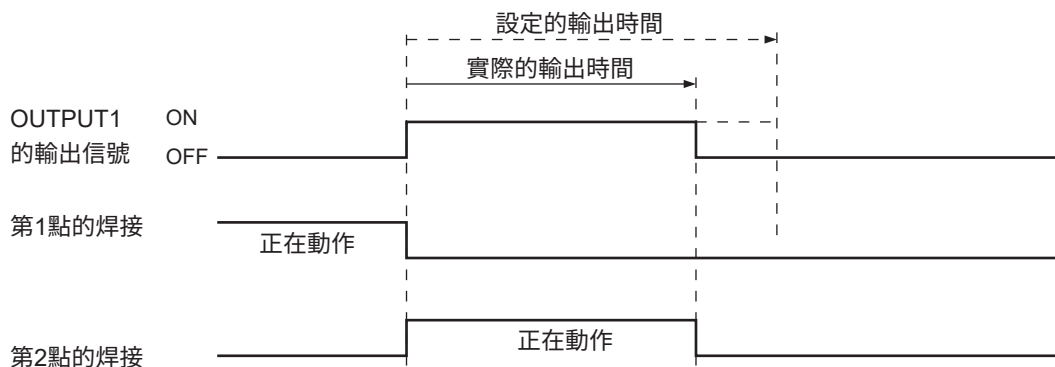 設定的輸出時間
實際的輸出時間
OUTPUT1 ON
的輸出信號 OFF
第1點的焊接
正在動作
正在動作
第2點的焊接